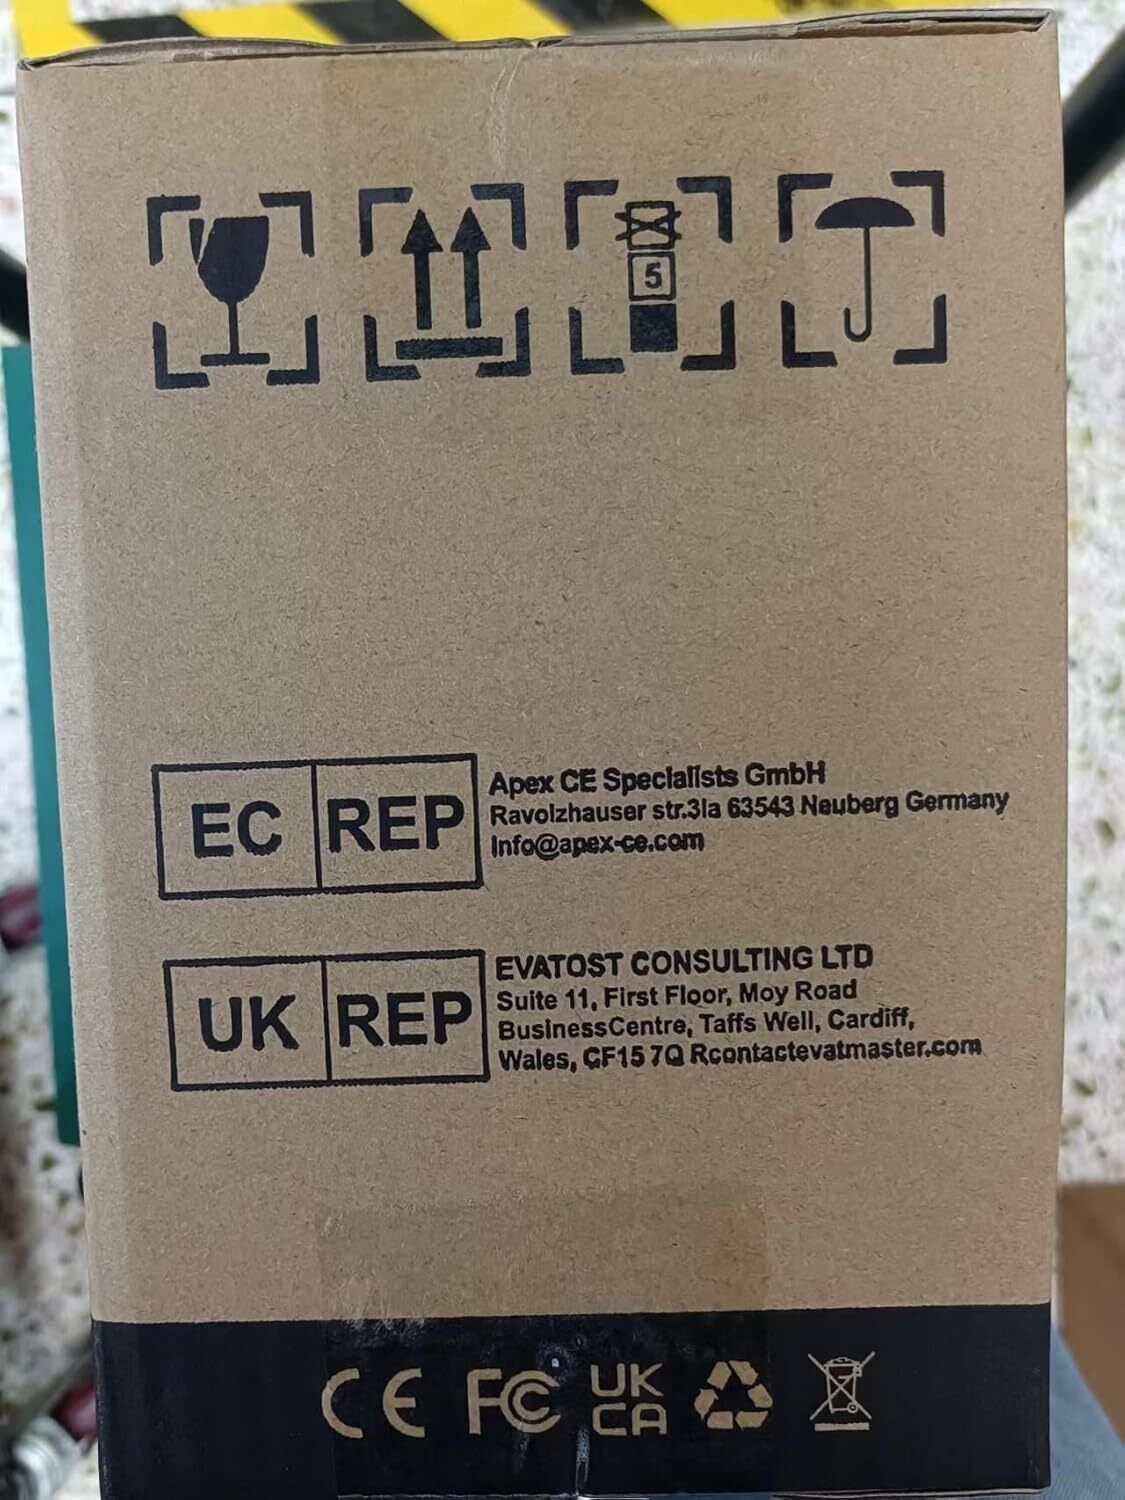 5
EC REP
Apex CE Specialists GmbH
Ravolzhauser str.3la 63543 Neuberg Germany
Info@apex-ce.com
UK REP
EVATOST CONSULTING LTD
Suite 11, First Floor, Moy Road
BusinessCentre, Taffs Well, Cardiff,
Wales, CF15 7Q Rcontactevatmaster.com
CE FC UK
CA